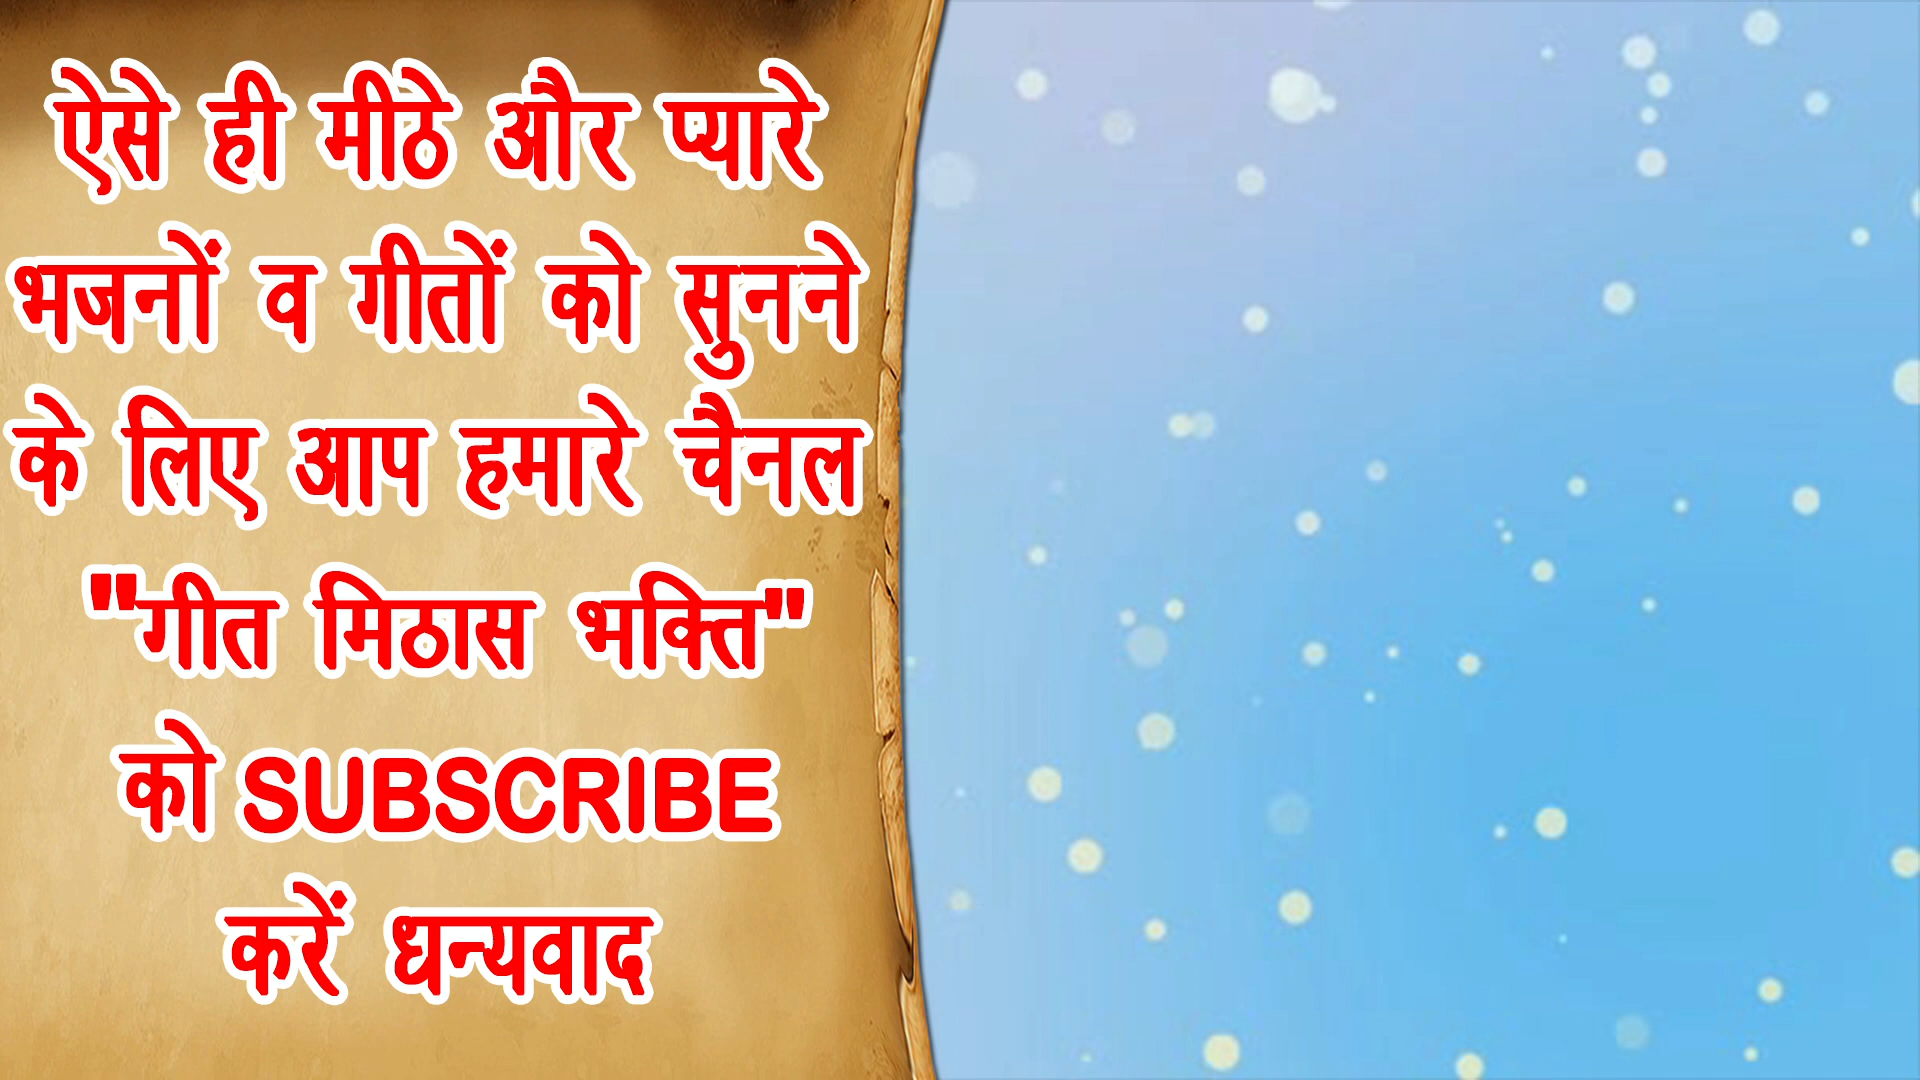 ऐसे ही मीठे और प्यारे
भजनों व गीतों को सुनने
के लिए आप हमारे चैनल
"गीत मिठास भक्ति"
को SUBSCRIBE
करें धन्यवाद